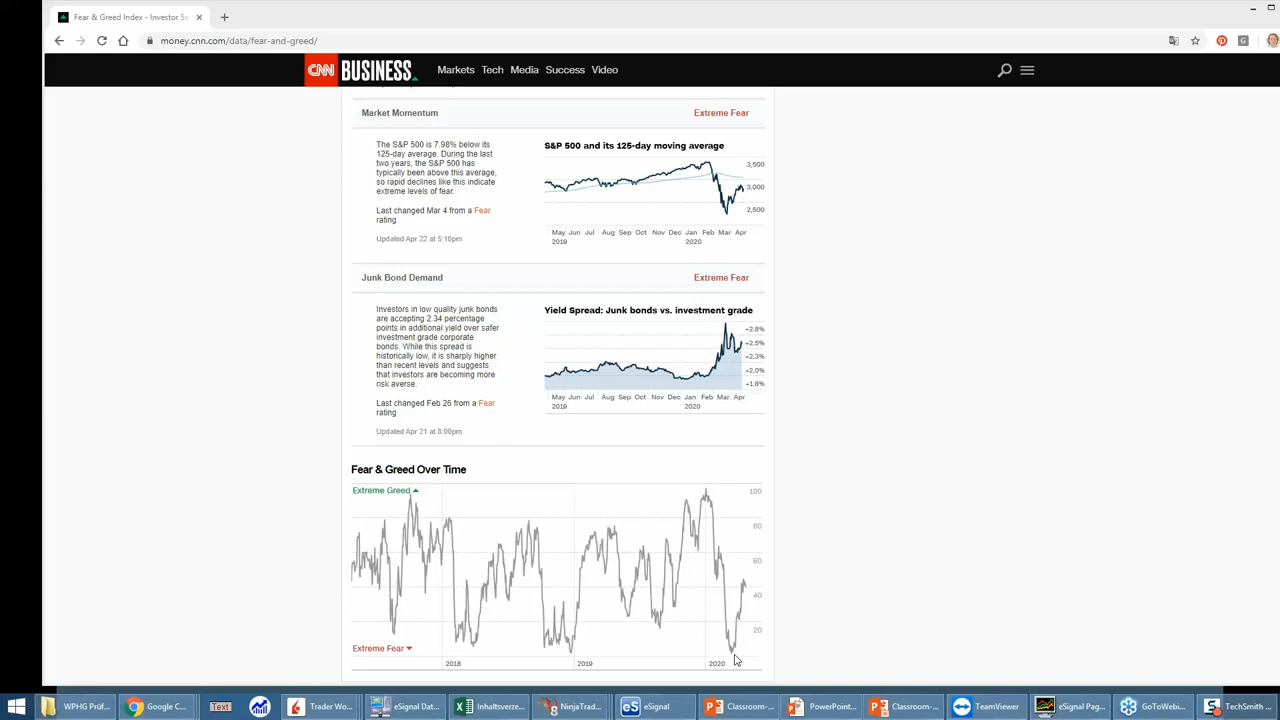 Fear & Greed Index - Investor Se
money.cnn.com/data/fear-and-greed/
CNN BUSINESS Markets Tech Media Success Video
Market Momentum Extreme Fear
The S&P 500 is 7.98% below its
125-day average. During the last
two years, the S&P 500 has
typically been above this average,
so rapid declines like this indicate
extreme levels of fear.
Last changed Mar 4 from a Fear
rating
Updated Apr 22 at 5:10pm
S&P 500 and its 125-day moving average
3,500
3,000
2,500
May Jun Jul Aug Sep Oct Nov Dec Jan Feb Mar Apr
2019 2020
Junk Bond Demand Extreme Fear
Investors in low quality junk bonds
are accepting 2.34 percentage
points in additional yield over safer
investment grade corporate
bonds. While this spread is
historically low, it is sharply higher
than recent levels and suggests
that investors are becoming more
risk averse.
Last changed Feb 26 from a Fear
rating
Updated Apr 21 at 8:00pm
Yield Spread: Junk bonds vs. investment grade
+2.8%
+2.5%
+2.3%
+2.0%
+1.8%
May Jun Jul Aug Sep Oct Nov Dec Jan Feb Mar Apr
2019 2020
Fear & Greed Over Time
Extreme Greed
100
80
60
40
20
Extreme Fear
2018 2019 2020
WPHG Prüf... Google C... Text Trader Wo... eSignal Dat... Inhaltsverze... NinjaTrad... eS eSignal Classroom-... PowerPoint... Classroom-... TeamViewer eSignal Pag... GoToWebi... TechSmith ...